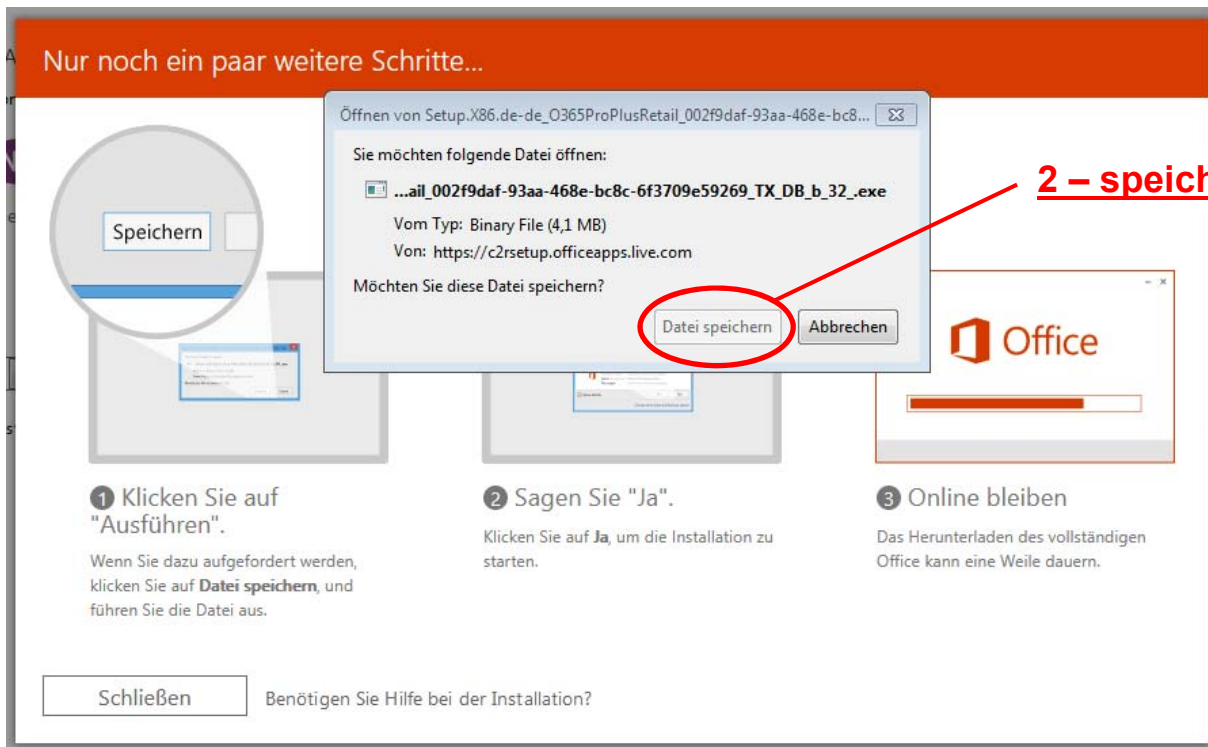 Nur noch ein paar weitere Schritte...
Öffnen von Setup.X86.de-de_O365ProPlusRetail_002f9daf-93aa-468e-bc8...
Sie möchten folgende Datei öffnen:
...ail_002f9daf-93aa-468e-bc8c-6f3709e59269_TX_DB_b_32_.exe
Vom Typ: Binary File (4,1 MB)
Von: https://c2rsetup.officeapps.live.com
Möchten Sie diese Datei speichern?
Datei speichern
Abbrechen
2 – speich
Speichern
Office
1 Klicken Sie auf
"Ausführen".
Wenn Sie dazu aufgefordert werden,
klicken Sie auf Datei speichern, und
führen Sie die Datei aus.
2 Sagen Sie "Ja".
Klicken Sie auf Ja, um die Installation zu
starten.
3 Online bleiben
Das Herunterladen des vollständigen
Office kann eine Weile dauern.
Schließen
Benötigen Sie Hilfe bei der Installation?